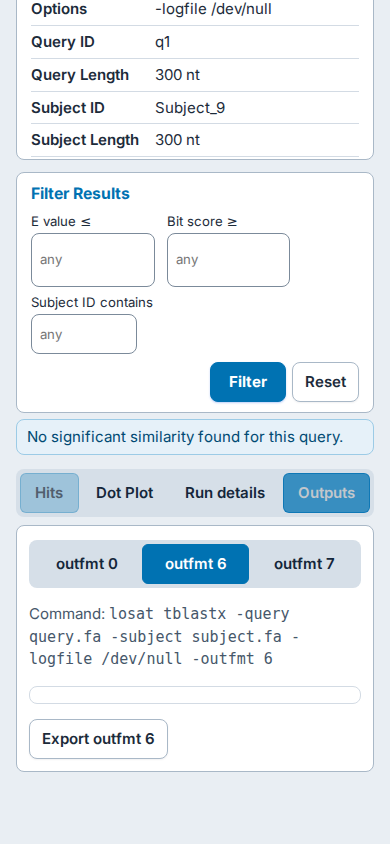 Options -logfile /dev/null
Query ID q1
Query Length 300 nt
Subject ID Subject_9
Subject Length 300 nt
Filter Results
E value ≤ Bit score ≥
any any
Subject ID contains
any
Filter Reset
No significant similarity found for this query.
Hits Dot Plot Run details Outputs
outfmt 0 outfmt 6 outfmt 7
Command: losat tblastx -query
query.fa -subject subject.fa -
logfile /dev/null -outfmt 6
Export outfmt 6